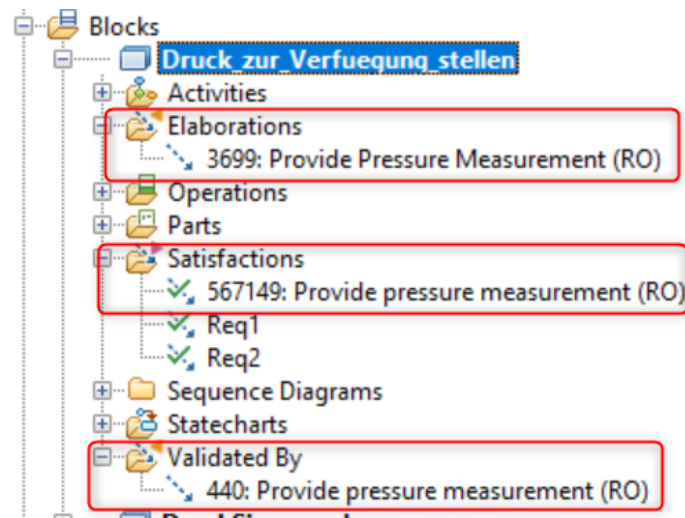 Blocks
Druck_zur_Verfuegung_stellen
Activities
Elaborations
3699: Provide Pressure Measurement (RO)
Operations
Parts
Satisfactions
567149: Provide pressure measurement (RO)
Req1
Req2
Sequence Diagrams
Statecharts
Validated By
440: Provide pressure measurement (RO)